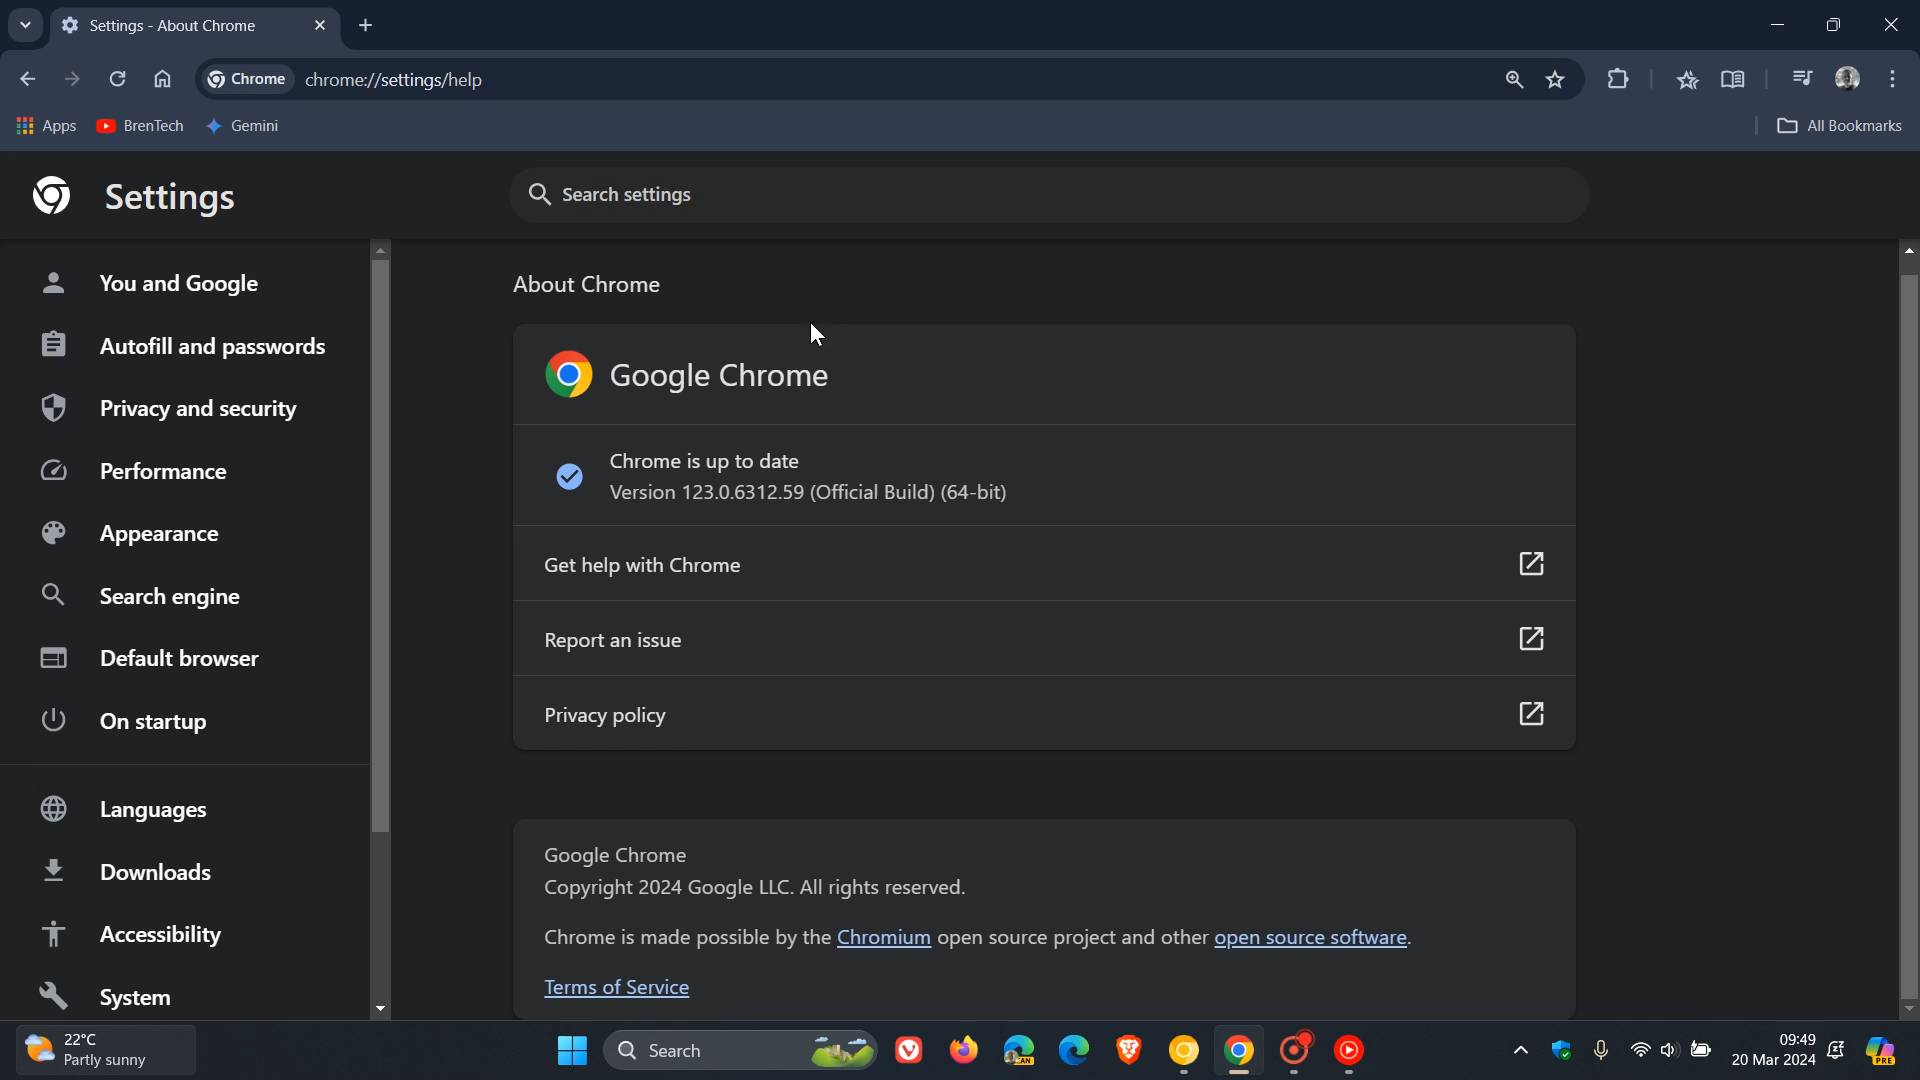 Settings - About Chrome
Chrome chrome://settings/help
Apps BrenTech Gemini All Bookmarks
Settings
Search settings
You and Google
Autofill and passwords
Privacy and security
Performance
Appearance
Search engine
Default browser
On startup
Languages
Downloads
Accessibility
System
About Chrome
Google Chrome
Chrome is up to date
Version 123.0.6312.59 (Official Build) (64-bit)
Get help with Chrome
Report an issue
Privacy policy
Google Chrome
Copyright 2024 Google LLC. All rights reserved.
Chrome is made possible by the Chromium open source project and other open source software.
Terms of Service
22°C
Partly sunny
Search
CAN
09:49
20 Mar 2024
PRE